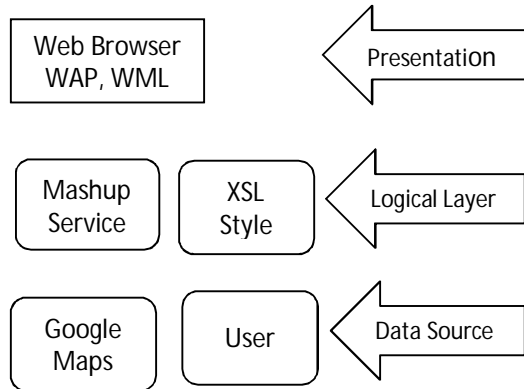 Web Browser
WAP, WML
Presentation
Mashup
Service
XSL
Style
Logical Layer
Google
Maps
User
Data Source